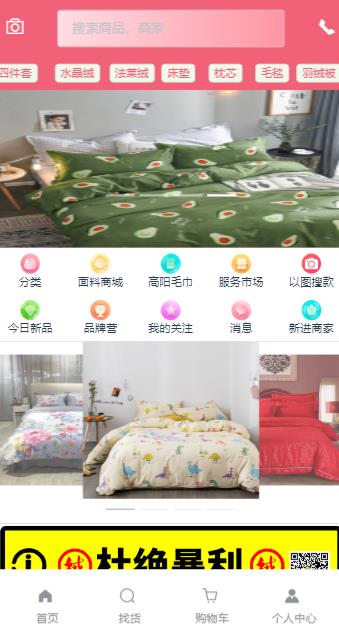 搜索商品，商家
四件套 水晶绒 法莱绒 床垫 枕芯 毛毯 羽绒被
分类 面料商城 高阳毛巾 服务市场 以图搜款
今日新品 品牌营 我的关注 消息 新进商家
绒 杜绝暴利 绒
首页 找货 购物车 个人中心